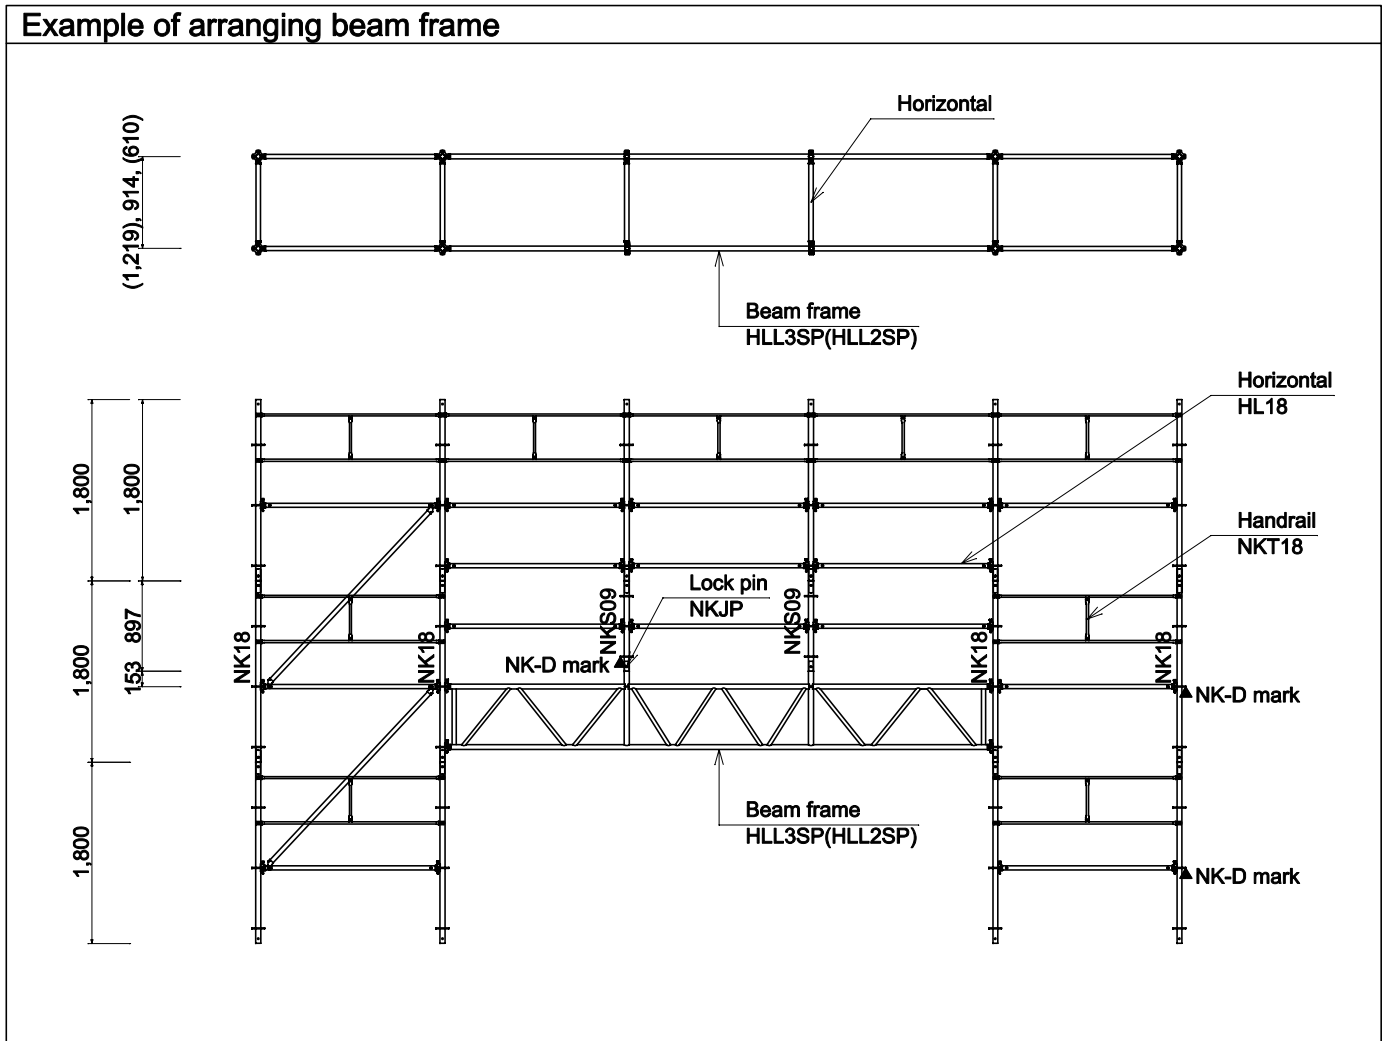 Example of arranging beam frame
Horizontal
(1,219), 914, (610)
Beam frame
HLL3SP(HLL2SP)
Horizontal
HL18
1,800
1,800
Handrail
NKT18
Lock pin
NKJP
NKS09
NKS09
897
NK18
NK18
NK18
NK18
NK-D mark
1,800
153
NK-D mark
Beam frame
HLL3SP(HLL2SP)
1,800
NK-D mark